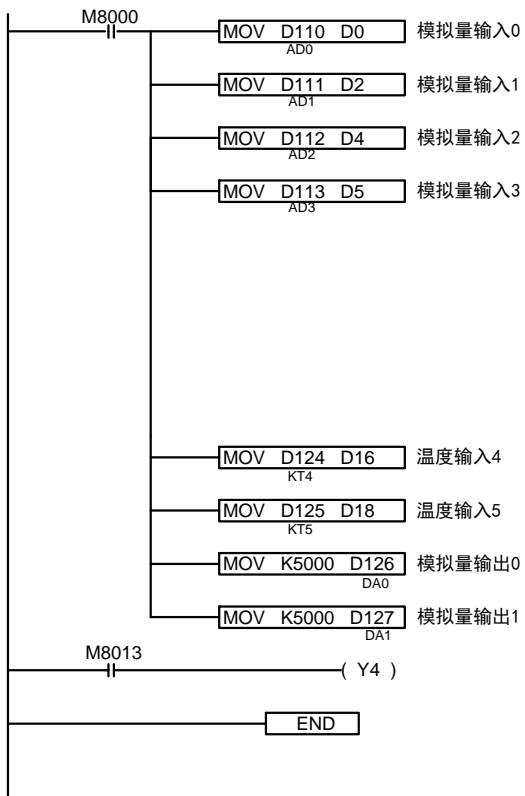 M8000
MOV D110 D0 模拟量输入0
AD0
MOV D111 D2 模拟量输入1
AD1
MOV D112 D4 模拟量输入2
AD2
MOV D113 D5 模拟量输入3
AD3
MOV D124 D16 温度输入4
KT4
MOV D125 D18 温度输入5
KT5
MOV K5000 D126 模拟量输出0
DA0
MOV K5000 D127 模拟量输出1
DA1
M8013
( Y4 )
END